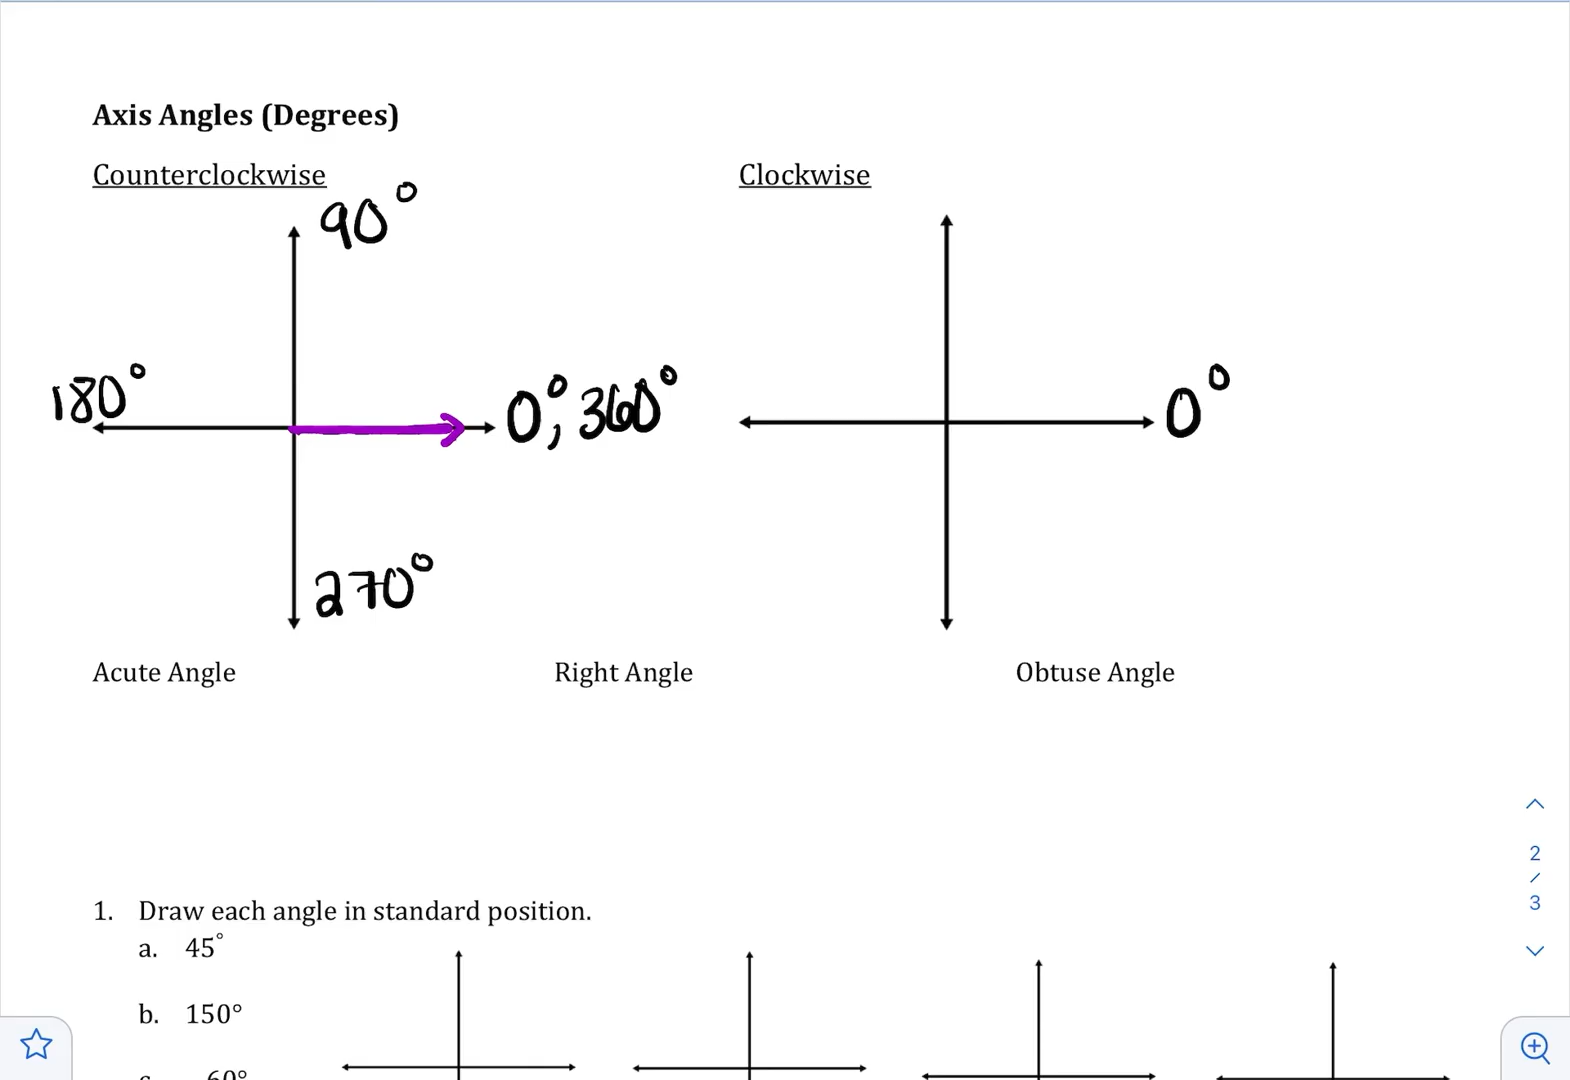 Axis Angles (Degrees)
Counterclockwise
Clockwise
90°
180°
0°, 360°
0°
270°
Acute Angle
Right Angle
Obtuse Angle
1. Draw each angle in standard position.
a. 45°
b. 150°
2
/
3